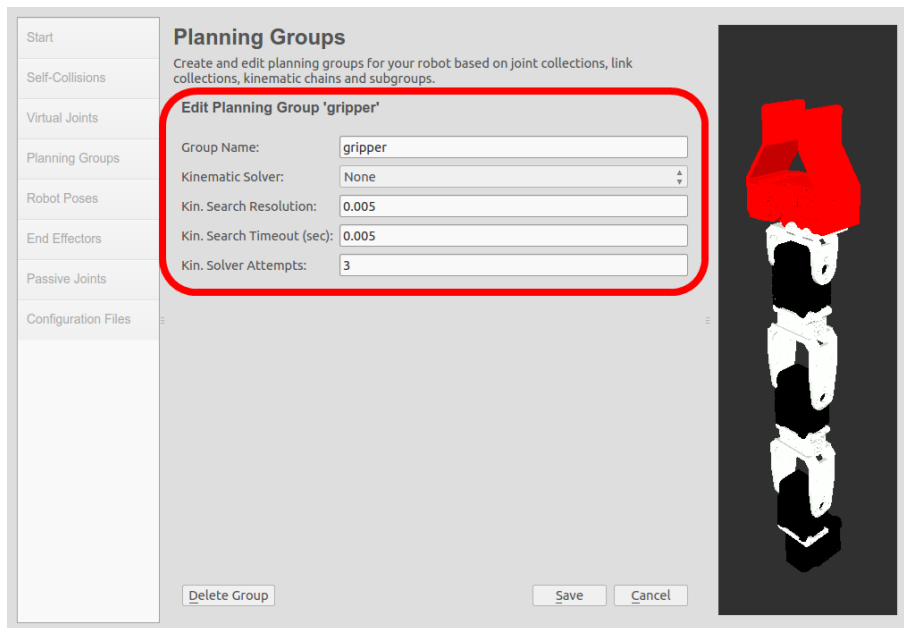 Start
Self-Collisions
Virtual Joints
Planning Groups
Robot Poses
End Effectors
Passive Joints
Configuration Files
Planning Groups
Create and edit planning groups for your robot based on joint collections, link
collections, kinematic chains and subgroups.
Edit Planning Group 'gripper'
Group Name: gripper
Kinematic Solver: None
Kin. Search Resolution: 0.005
Kin. Search Timeout (sec): 0.005
Kin. Solver Attempts: 3
Delete Group Save Cancel